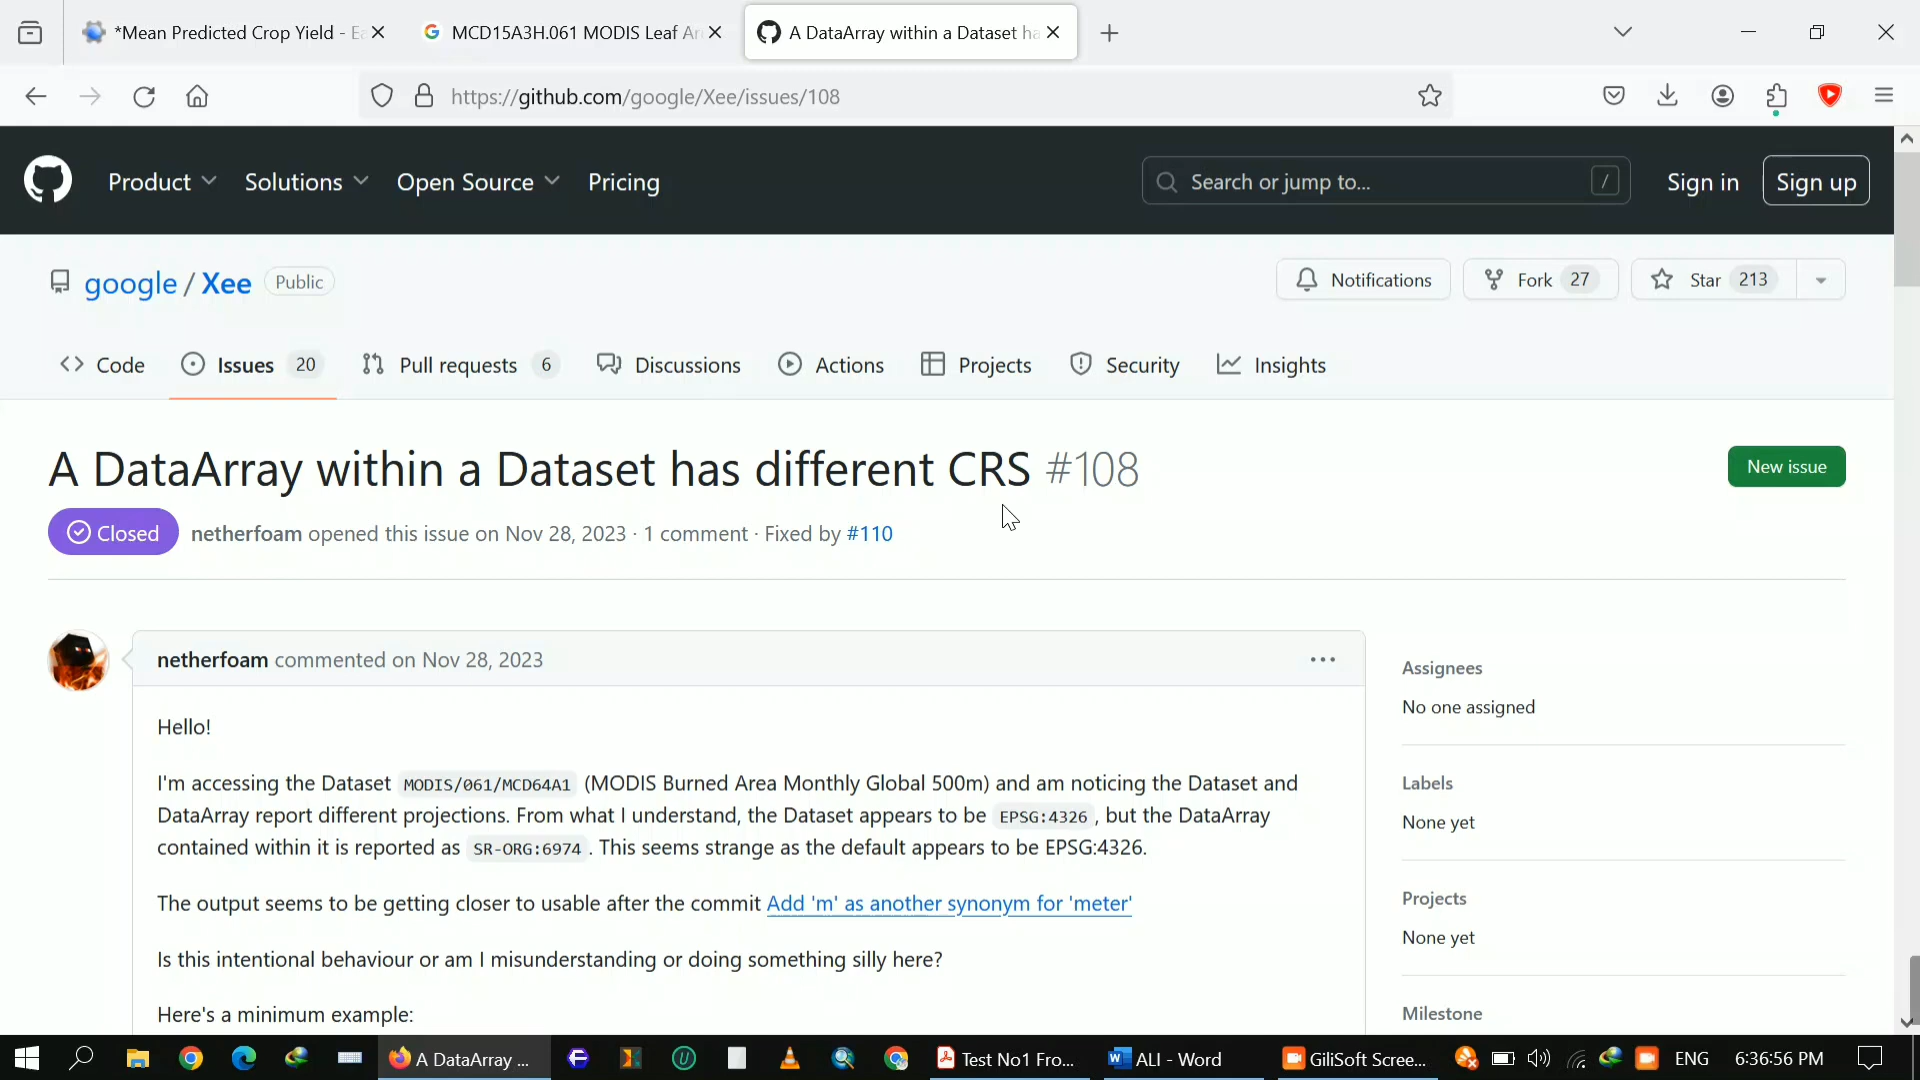 *Mean Predicted Crop Yield - Ea
MCD15A3H.061 MODIS Leaf Ar
A DataArray within a Dataset ha
https://github.com/google/Xee/issues/108
Product
Solutions
Open Source
Pricing
Search or jump to...
/
Sign in
Sign up
google / Xee
Public
Notifications
Fork 27
Star 213
Code
Issues 20
Pull requests 6
Discussions
Actions
Projects
Security
Insights
A DataArray within a Dataset has different CRS #108
New issue
Closed
netherfoam opened this issue on Nov 28, 2023 · 1 comment · Fixed by #110
netherfoam commented on Nov 28, 2023
Hello!
I'm accessing the Dataset MODIS/061/MCD64A1 (MODIS Burned Area Monthly Global 500m) and am noticing the Dataset and
DataArray report different projections. From what I understand, the Dataset appears to be EPSG:4326, but the DataArray
contained within it is reported as SR-ORG:6974. This seems strange as the default appears to be EPSG:4326.
The output seems to be getting closer to usable after the commit Add 'm' as another synonym for 'meter'
Is this intentional behaviour or am I misunderstanding or doing something silly here?
Here's a minimum example:
Assignees
No one assigned
Labels
None yet
Projects
None yet
Milestone
A DataArray ...
Test No1 Fro...
ALI - Word
GiliSoft Scree...
ENG
6:36:56 PM